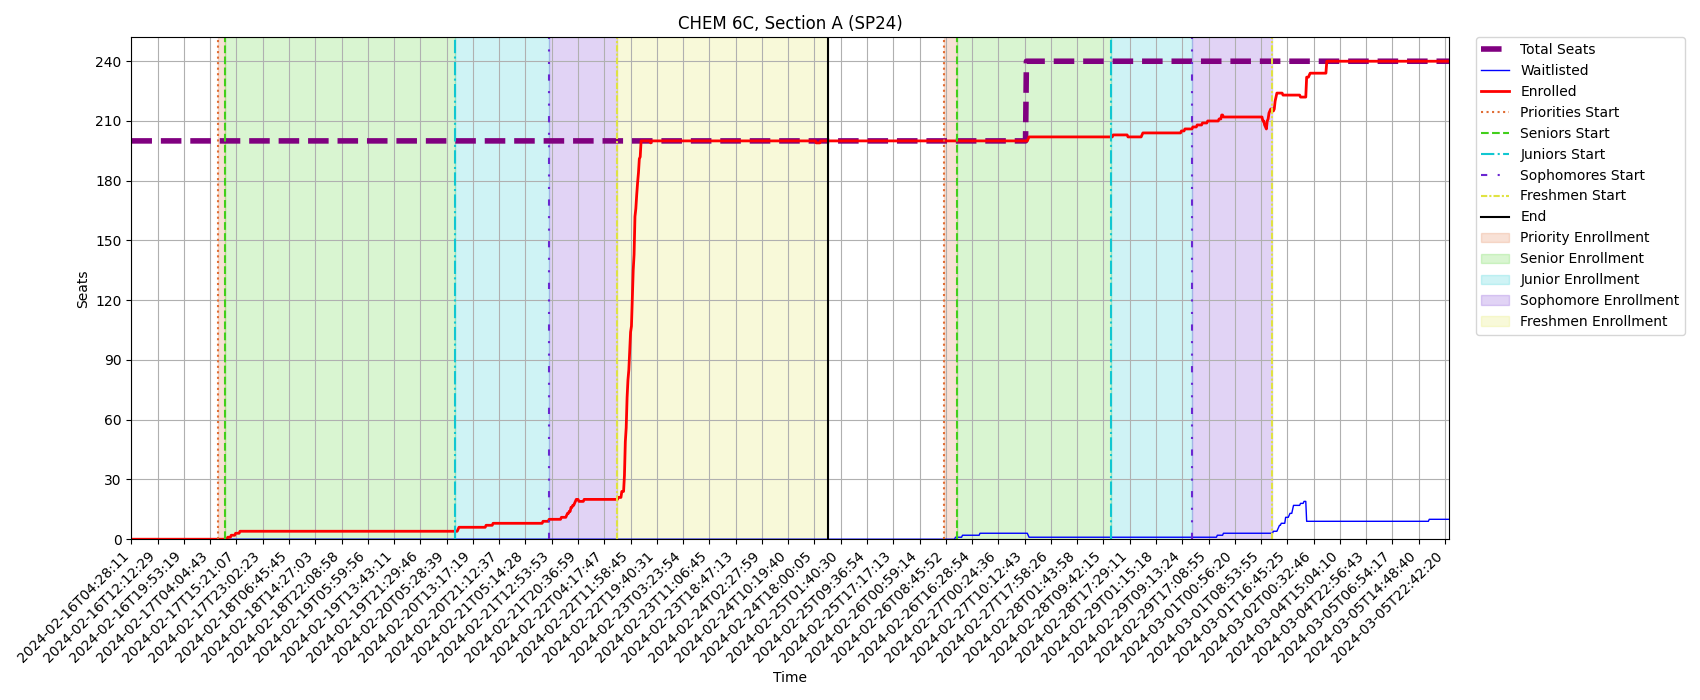 CHEM 6C, Section A (SP24)
Total Seats
Waitlisted
Enrolled
Priorities Start
Seniors Start
Juniors Start
Sophomores Start
Freshmen Start
End
Priority Enrollment
Senior Enrollment
Junior Enrollment
Sophomore Enrollment
Freshmen Enrollment
Seats
240
210
180
150
120
90
60
30
0
2024-02-16T04:28:11
2024-02-16T12:12:29
2024-02-16T19:53:19
2024-02-17T04:04:43
2024-02-17T15:21:07
2024-02-17T23:02:23
2024-02-18T06:45:45
2024-02-18T14:27:03
2024-02-18T22:08:58
2024-02-19T05:59:56
2024-02-19T13:43:11
2024-02-19T21:29:46
2024-02-20T05:28:39
2024-02-20T13:17:19
2024-02-20T21:12:37
2024-02-21T05:14:28
2024-02-21T12:53:53
2024-02-21T20:36:59
2024-02-22T04:17:47
2024-02-22T11:58:45
2024-02-22T19:40:31
2024-02-23T03:23:54
2024-02-23T11:06:45
2024-02-23T18:47:13
2024-02-24T02:27:59
2024-02-24T10:19:40
2024-02-24T18:00:05
2024-02-25T01:40:30
2024-02-25T09:36:54
2024-02-25T17:17:13
2024-02-26T00:59:14
2024-02-26T08:45:52
2024-02-26T16:28:54
2024-02-27T00:24:36
2024-02-27T10:12:43
2024-02-27T17:58:26
2024-02-28T01:43:58
2024-02-28T09:42:15
2024-02-28T17:29:11
2024-02-29T01:15:18
2024-02-29T09:13:24
2024-02-29T17:08:55
2024-03-01T00:56:20
2024-03-01T08:53:55
2024-03-01T16:45:25
2024-03-02T00:32:46
2024-03-04T15:04:10
2024-03-04T22:56:43
2024-03-05T06:54:17
2024-03-05T14:48:40
2024-03-05T22:42:20
Time